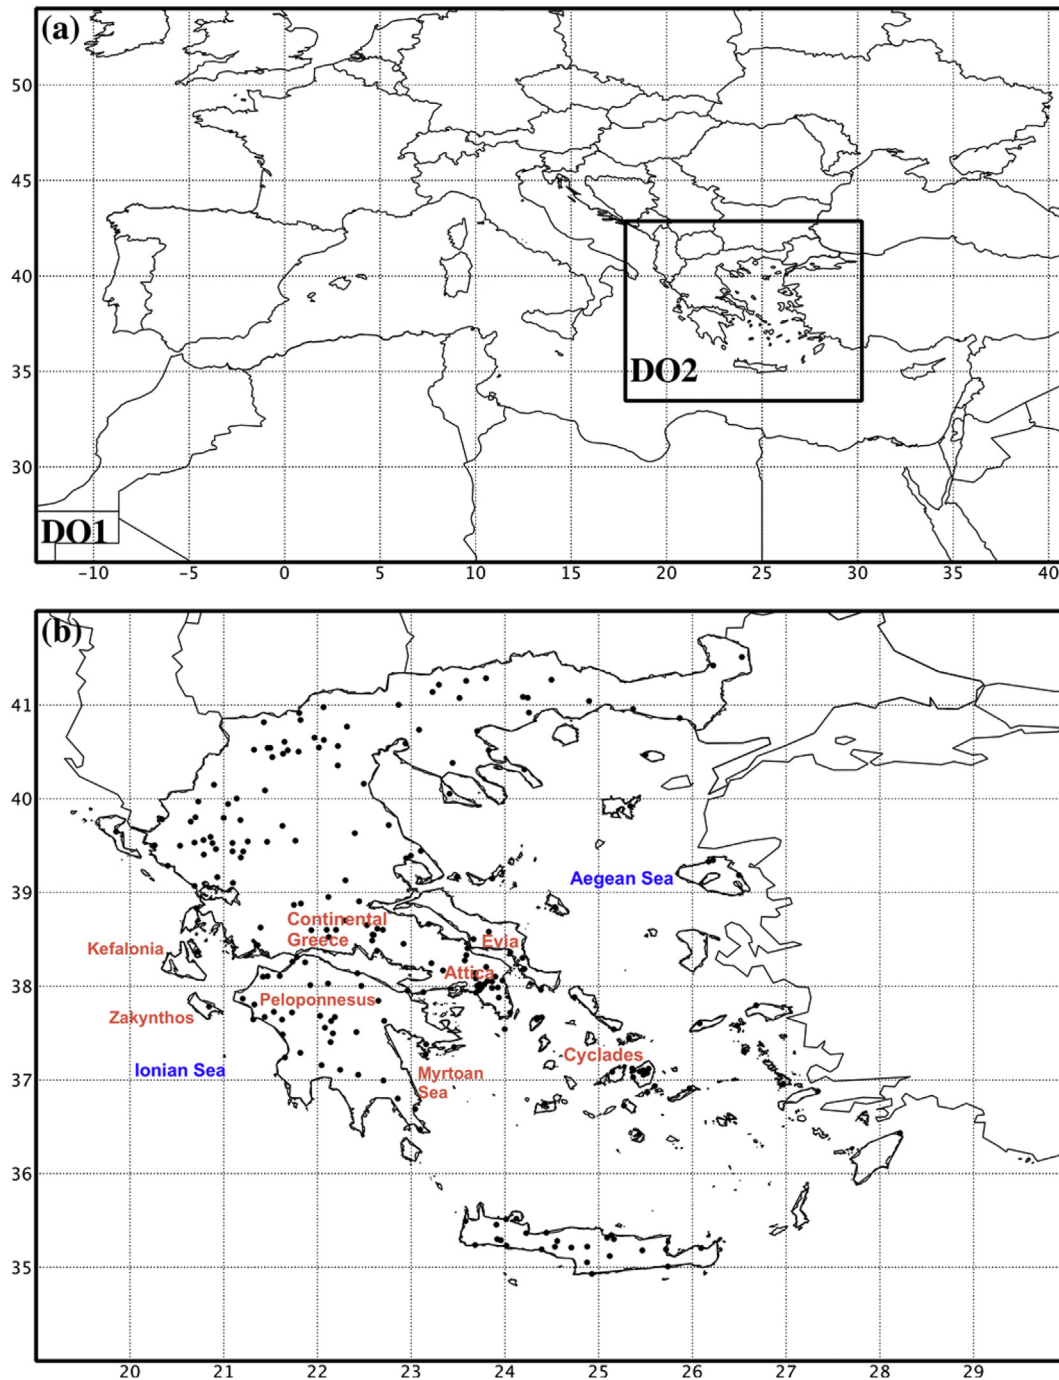 (a)
50
45
40
35
30
DO2
DO1
−10 −5 0 5 10 15 20 25 30 35 40
(b)
41
40
39
38
37
36
35
Aegean Sea
Continental
Greece
Evia
Kefalonia
Attica
Peloponnesus
Zakynthos
Cyclades
Ionian Sea
Myrtoan
Sea
20 21 22 23 24 25 26 27 28 29